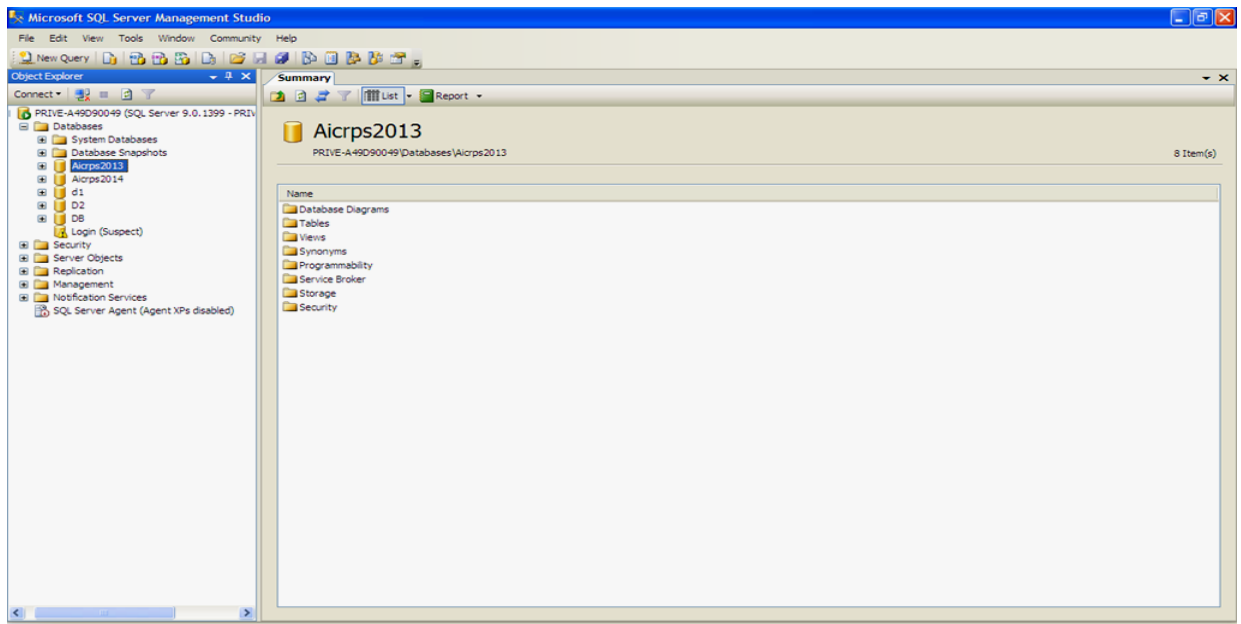 Microsoft SQL Server Management Studio
File Edit View Tools Window Community Help
New Query
Object Explorer
Summary
Connect
List
Report
PRIVE-A49D90049 (SQL Server 9.0.1399 - PRIV
Databases
System Databases
Database Snapshots
Aicrps2013
Aicrps2014
d1
D2
DB
Login (Suspect)
Security
Server Objects
Replication
Management
Notification Services
SQL Server Agent (Agent XPs disabled)
Aicrps2013
PRIVE-A49D90049\Databases\Aicrps2013
8 Item(s)
Name
Database Diagrams
Tables
Views
Synonyms
Programmability
Service Broker
Storage
Security